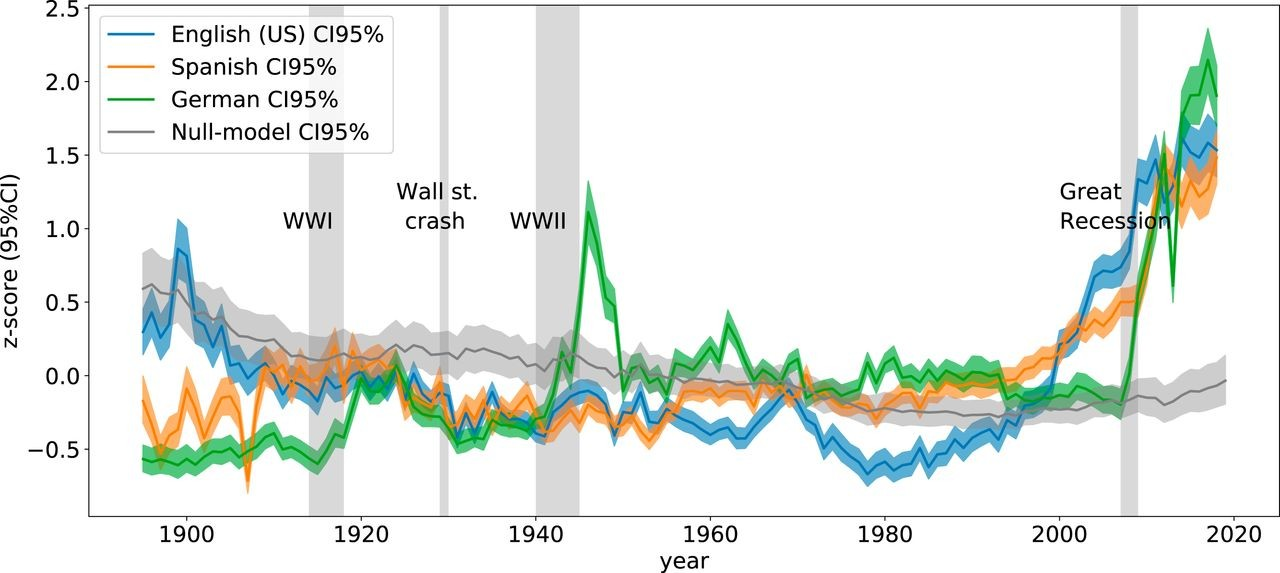 2.5
2.0
1.5
1.0
0.5
0.0
−0.5
z-score (95%CI)
English (US) CI95%
Spanish CI95%
German CI95%
Null-model CI95%
WWI
Wall st.
crash
WWII
Great
Recession
1900
1920
1940
1960
1980
2000
2020
year